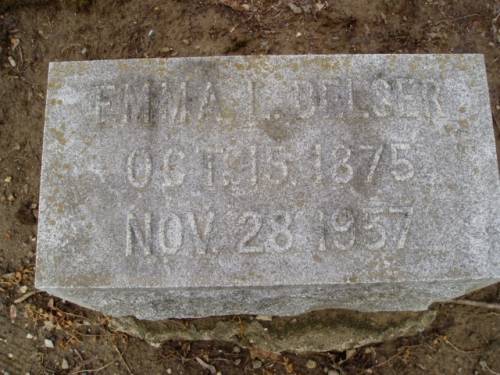 EMMA L. DELSER
OCT. 15, 1875
NOV. 28 1957